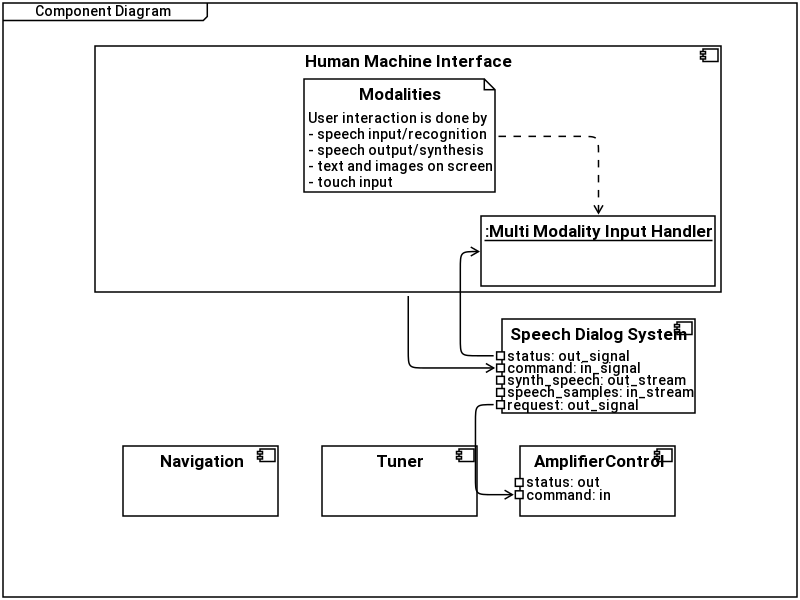 Component Diagram
Human Machine Interface
Modalities
User interaction is done by
- speech input/recognition
- speech output/synthesis
- text and images on screen
- touch input
:Multi Modality Input Handler
Speech Dialog System
status: out_signal
command: in_signal
synth_speech: out_stream
speech_samples: in_stream
request: out_signal
Navigation
Tuner
AmplifierControl
status: out
command: in